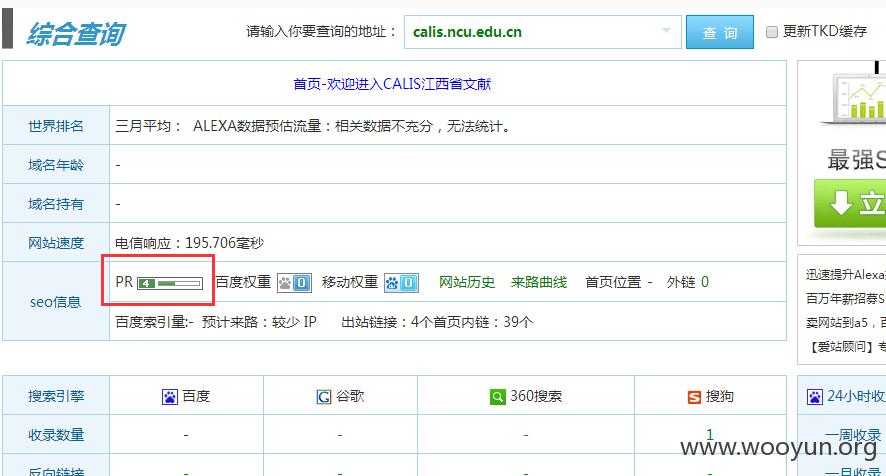 综合查询 请输入你要查询的地址： calis.ncu.edu.cn 查 询 更新TKD缓存
首页-欢迎进入CALIS江西省文献
世界排名 三月平均： ALEXA数据预估流量：相关数据不充分，无法统计。
域名年龄 -
域名持有 -
网站速度 电信响应：195.706毫秒
seo信息
PR 4 百度权重 0 移动权重 0 网站历史 来路曲线 首页位置 - 外链 0
百度索引量:- 预计来路：较少 IP 出站链接：4个首页内链：39个
搜索引擎 百度 谷歌 360搜索 搜狗
收录数量 - - - 1
反向链接 - - - -
最强S
立
迅速提升Alexa
百万年薪招募S
卖网站到a5，百
【爱站顾问】专
24小时收
一周收录
一月收录
www.wooyun.org